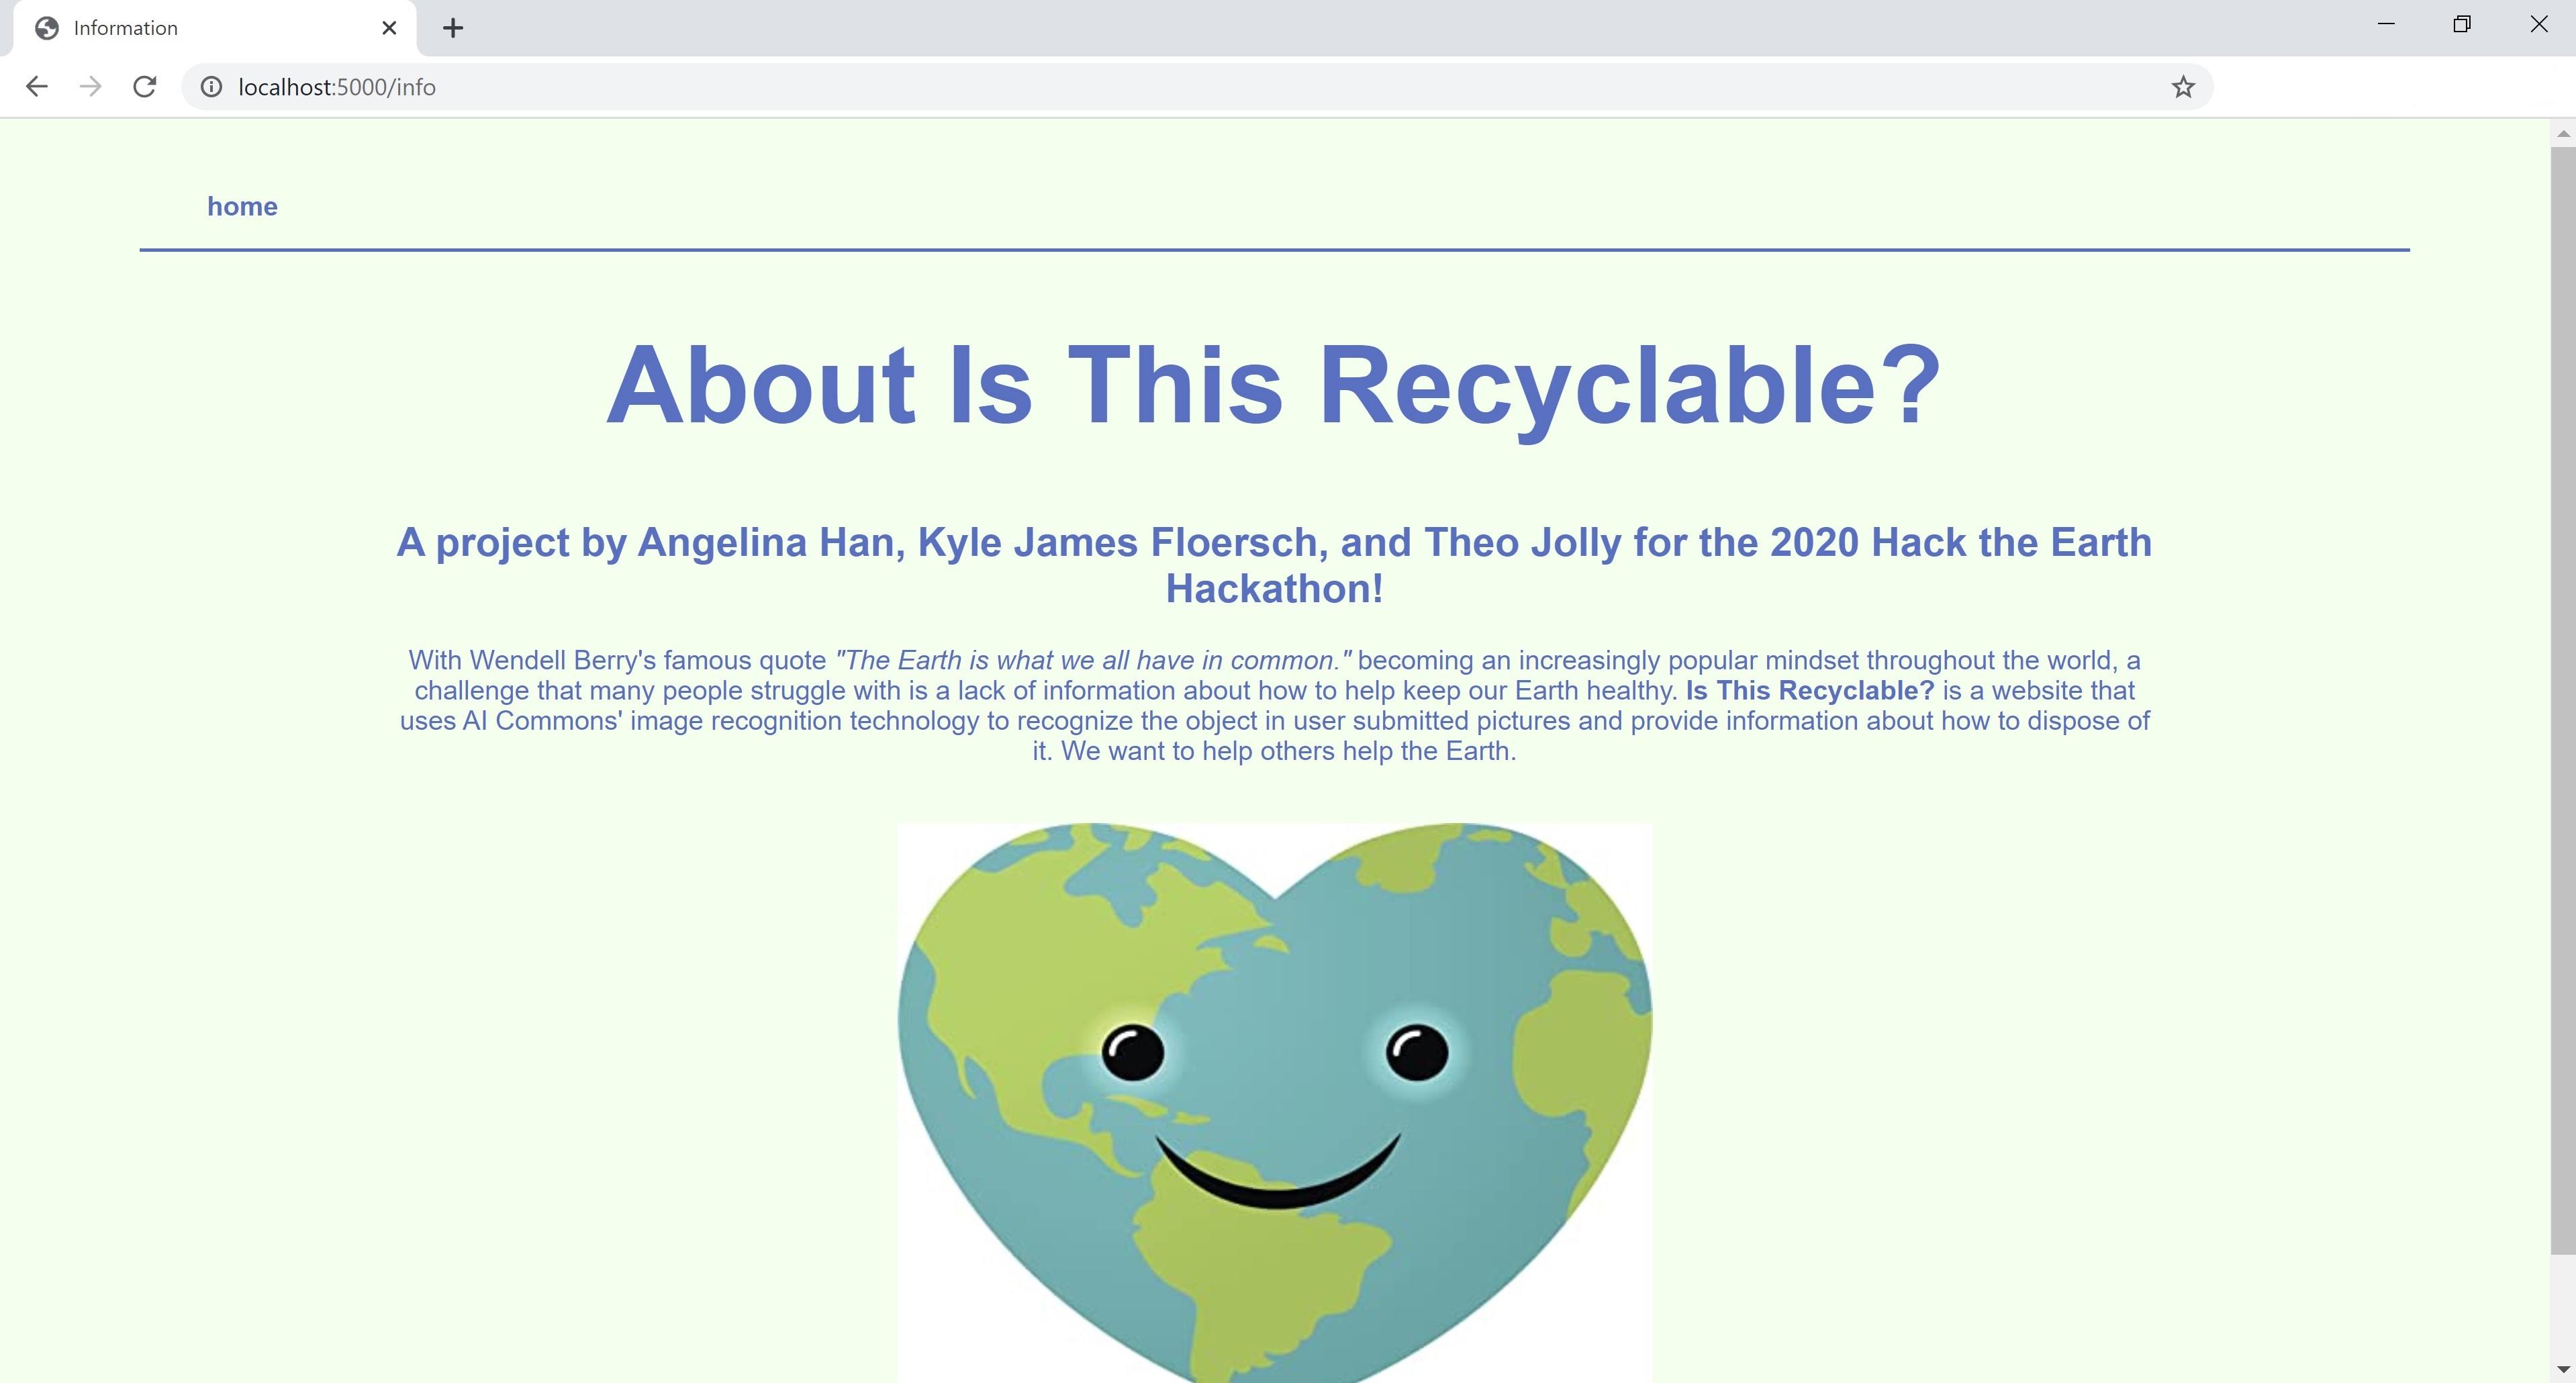 Information
localhost:5000/info
home
About Is This Recyclable?
A project by Angelina Han, Kyle James Floersch, and Theo Jolly for the 2020 Hack the Earth
Hackathon!
With Wendell Berry's famous quote "The Earth is what we all have in common." becoming an increasingly popular mindset throughout the world, a
challenge that many people struggle with is a lack of information about how to help keep our Earth healthy. Is This Recyclable? is a website that
uses AI Commons' image recognition technology to recognize the object in user submitted pictures and provide information about how to dispose of
it. We want to help others help the Earth.